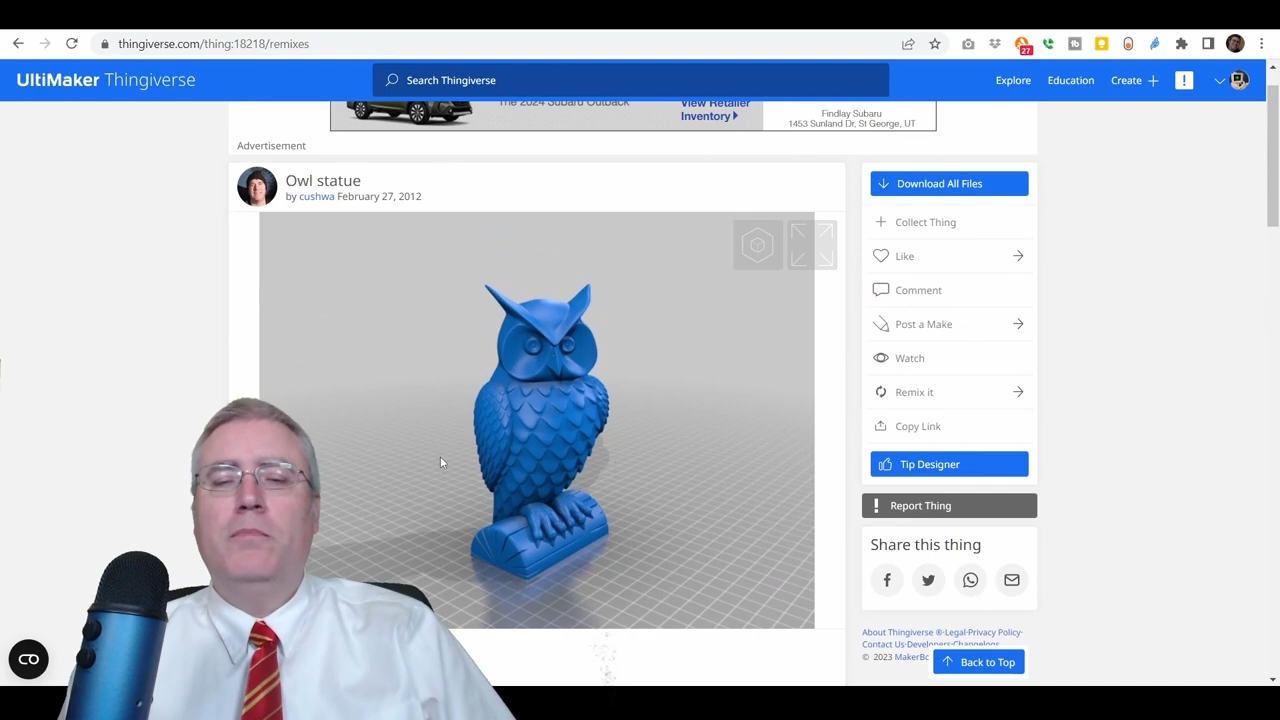 thingiverse.com/thing:18218/remixes
27
UltiMaker Thingiverse
Search Thingiverse
Explore
Education
Create
The 2024 Subaru Outback
View Retailer
Inventory
Findlay Subaru
1453 Sunland Dr, St George, UT
Advertisement
Owl statue
by cushwa February 27, 2012
Download All Files
Collect Thing
Like
Comment
Post a Make
Watch
Remix it
Copy Link
Tip Designer
Report Thing
Share this thing
About Thingiverse ®·Legal·Privacy Policy·
Contact Us·Developers·Changelogs
© 2023
Back to Top